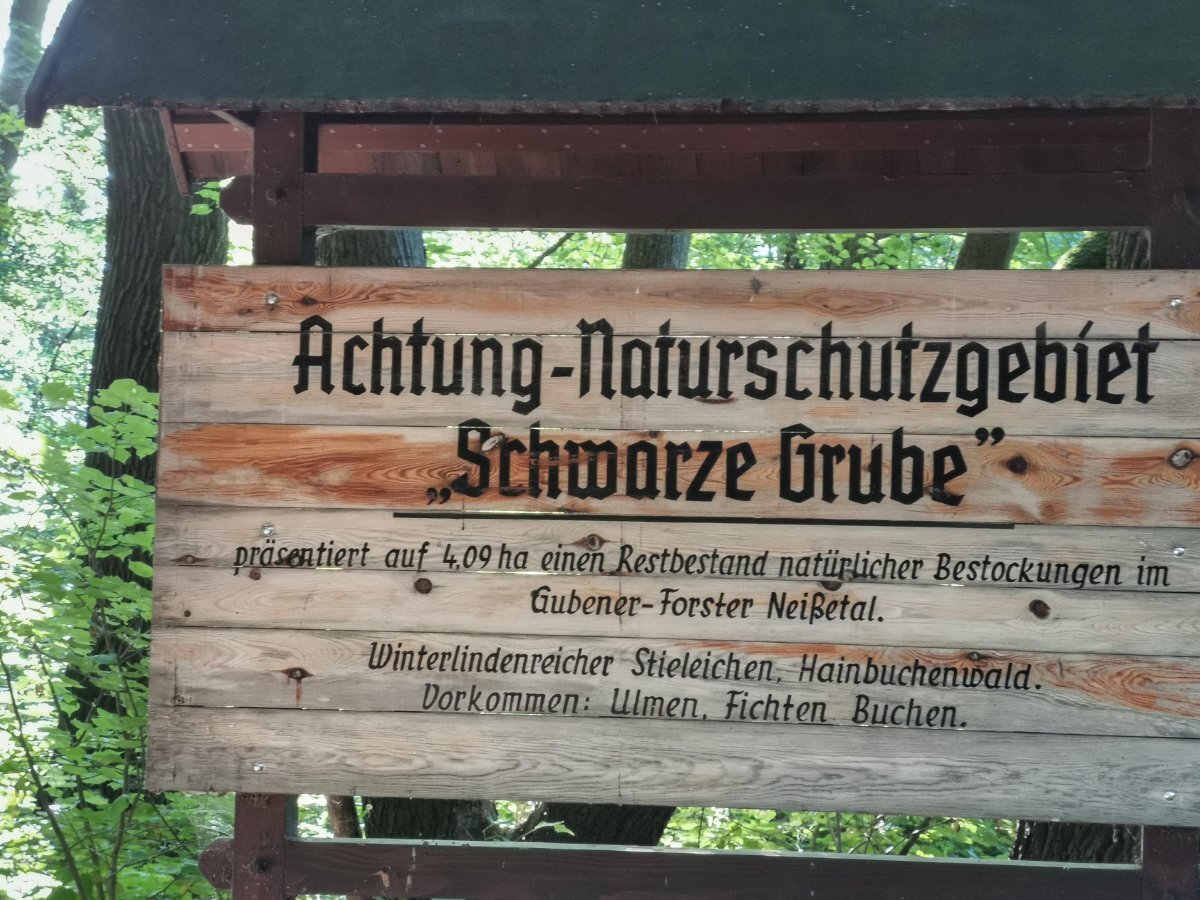 Achtung-Naturschutzgebiet
„Schwarze Grube”
präsentiert auf 4,09 ha einen Restbestand natürlicher Bestockungen im
Gubener-Forster Neißetal.
Winterlindenreicher Stieleichen, Hainbuchenwald.
Vorkommen: Ulmen, Fichten Buchen.